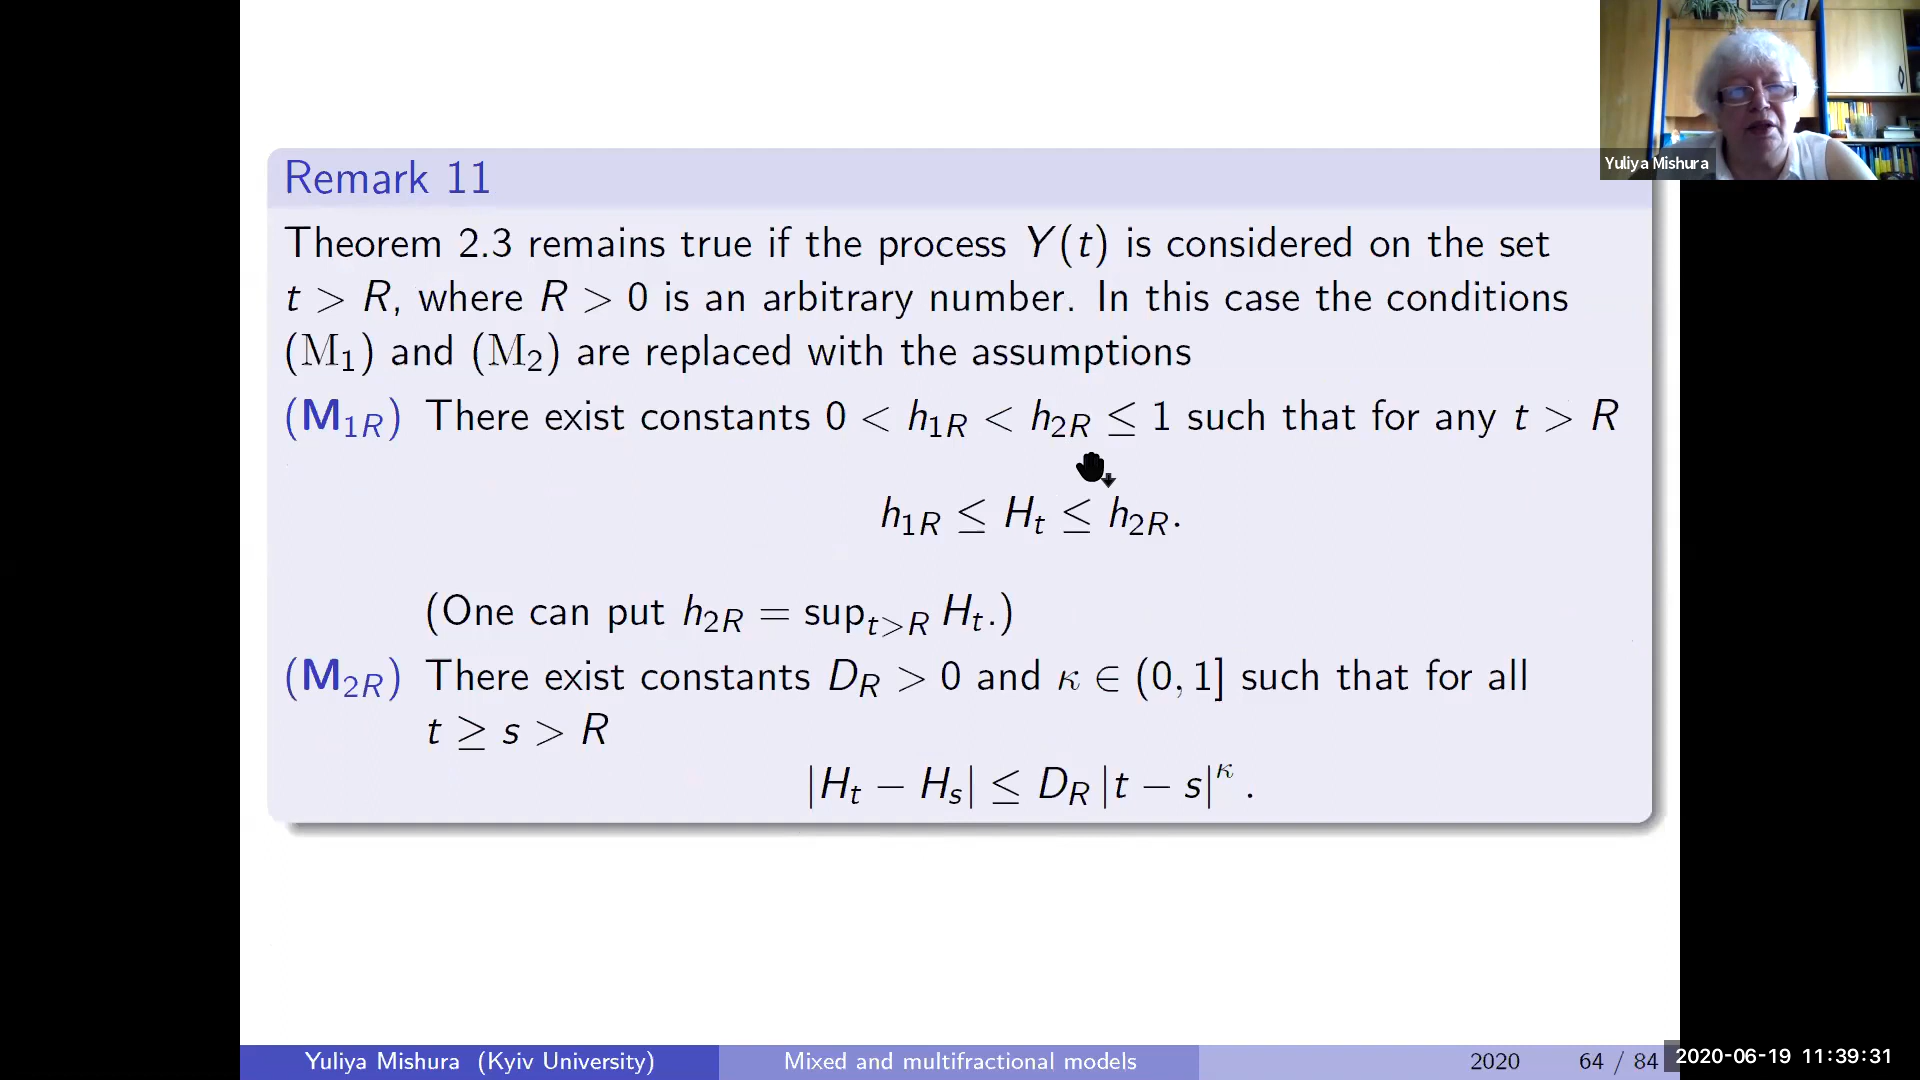 Yuliya Mishura
Remark 11
Theorem 2.3 remains true if the process Y(t) is considered on the set
t > R, where R > 0 is an arbitrary number. In this case the conditions
(M₁) and (M₂) are replaced with the assumptions
(M₁R) There exist constants 0 < h₁R < h₂R ≤ 1 such that for any t > R
h₁R ≤ Hₜ ≤ h₂R.
(One can put h₂R = supₜ>R Hₜ.)
(M₂R) There exist constants D_R > 0 and κ ∈ (0, 1] such that for all
t ≥ s > R
|Hₜ − Hₛ| ≤ D_R |t − s|^κ .
Yuliya Mishura (Kyiv University) Mixed and multifractional models 2020 64 / 84
2020-06-19 11:39:31